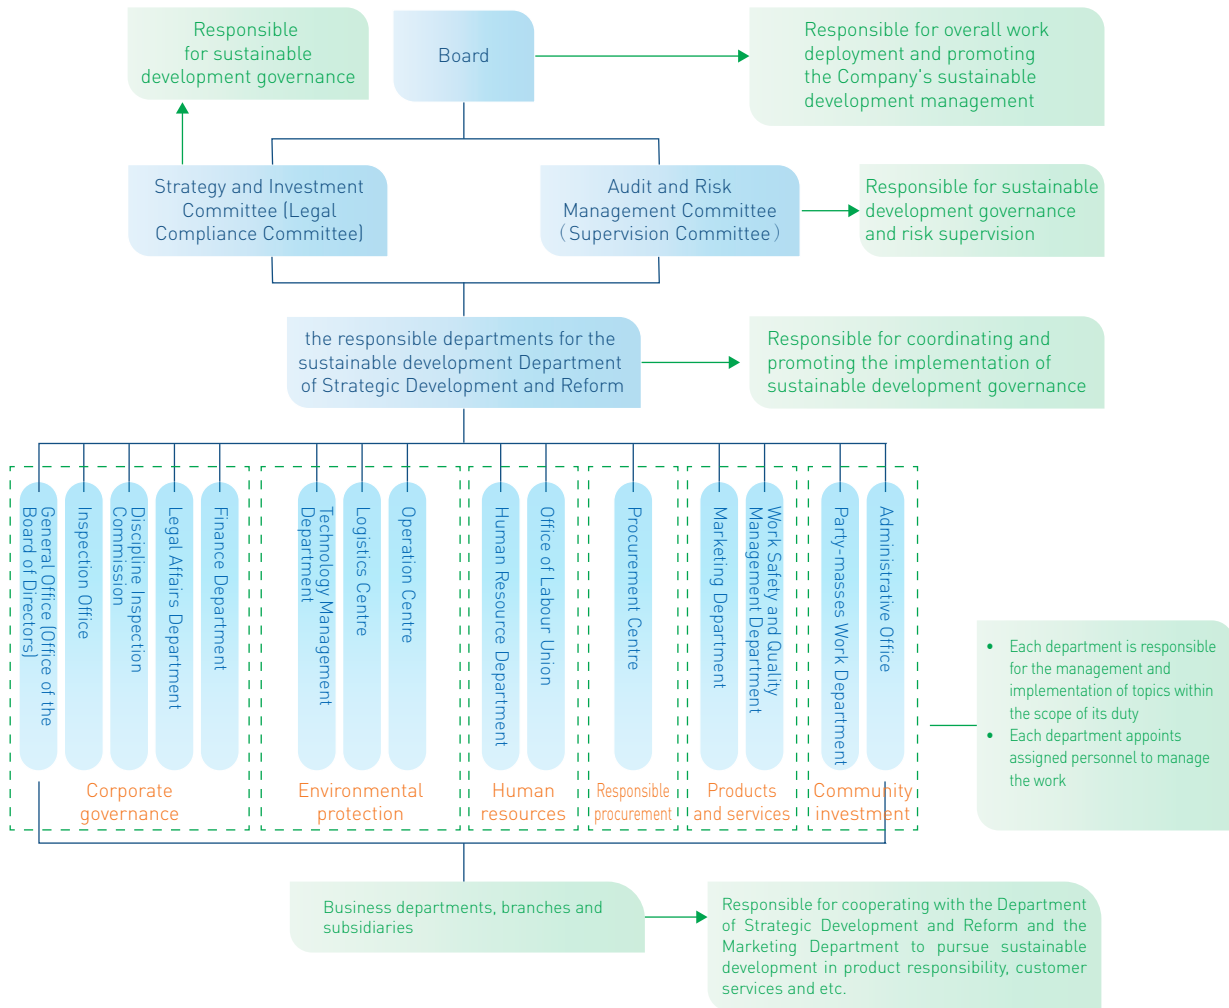 Responsible
for sustainable
development governance
Board
Responsible for overall work
deployment and promoting
the Company's sustainable
development management
Strategy and Investment
Committee (Legal
Compliance Committee)
Audit and Risk
Management Committee
（Supervision Committee）
Responsible for sustainable
development governance
and risk supervision
the responsible departments for the
sustainable development Department
of Strategic Development and Reform
Responsible for coordinating and
promoting the implementation of
sustainable development governance
General Office (Office of the
Board of Directors)
Inspection Office
Discipline Inspection
Commission
Legal Affairs Department
Finance Department
Technology Management
Department
Logistics Centre
Operation Centre
Human Resource Department
Office of Labour Union
Procurement Centre
Marketing Department
Work Safety and Quality
Management Department
Party-masses Work Department
Administrative Office
Corporate
governance
Environmental
protection
Human
resources
Responsible
procurement
Products
and services
Community
investment
• Each department is responsible
for the management and
implementation of topics within
the scope of its duty
• Each department appoints
assigned personnel to manage
the work
Business departments, branches and
subsidiaries
Responsible for cooperating with the Department
of Strategic Development and Reform and the
Marketing Department to pursue sustainable
development in product responsibility, customer
services and etc.